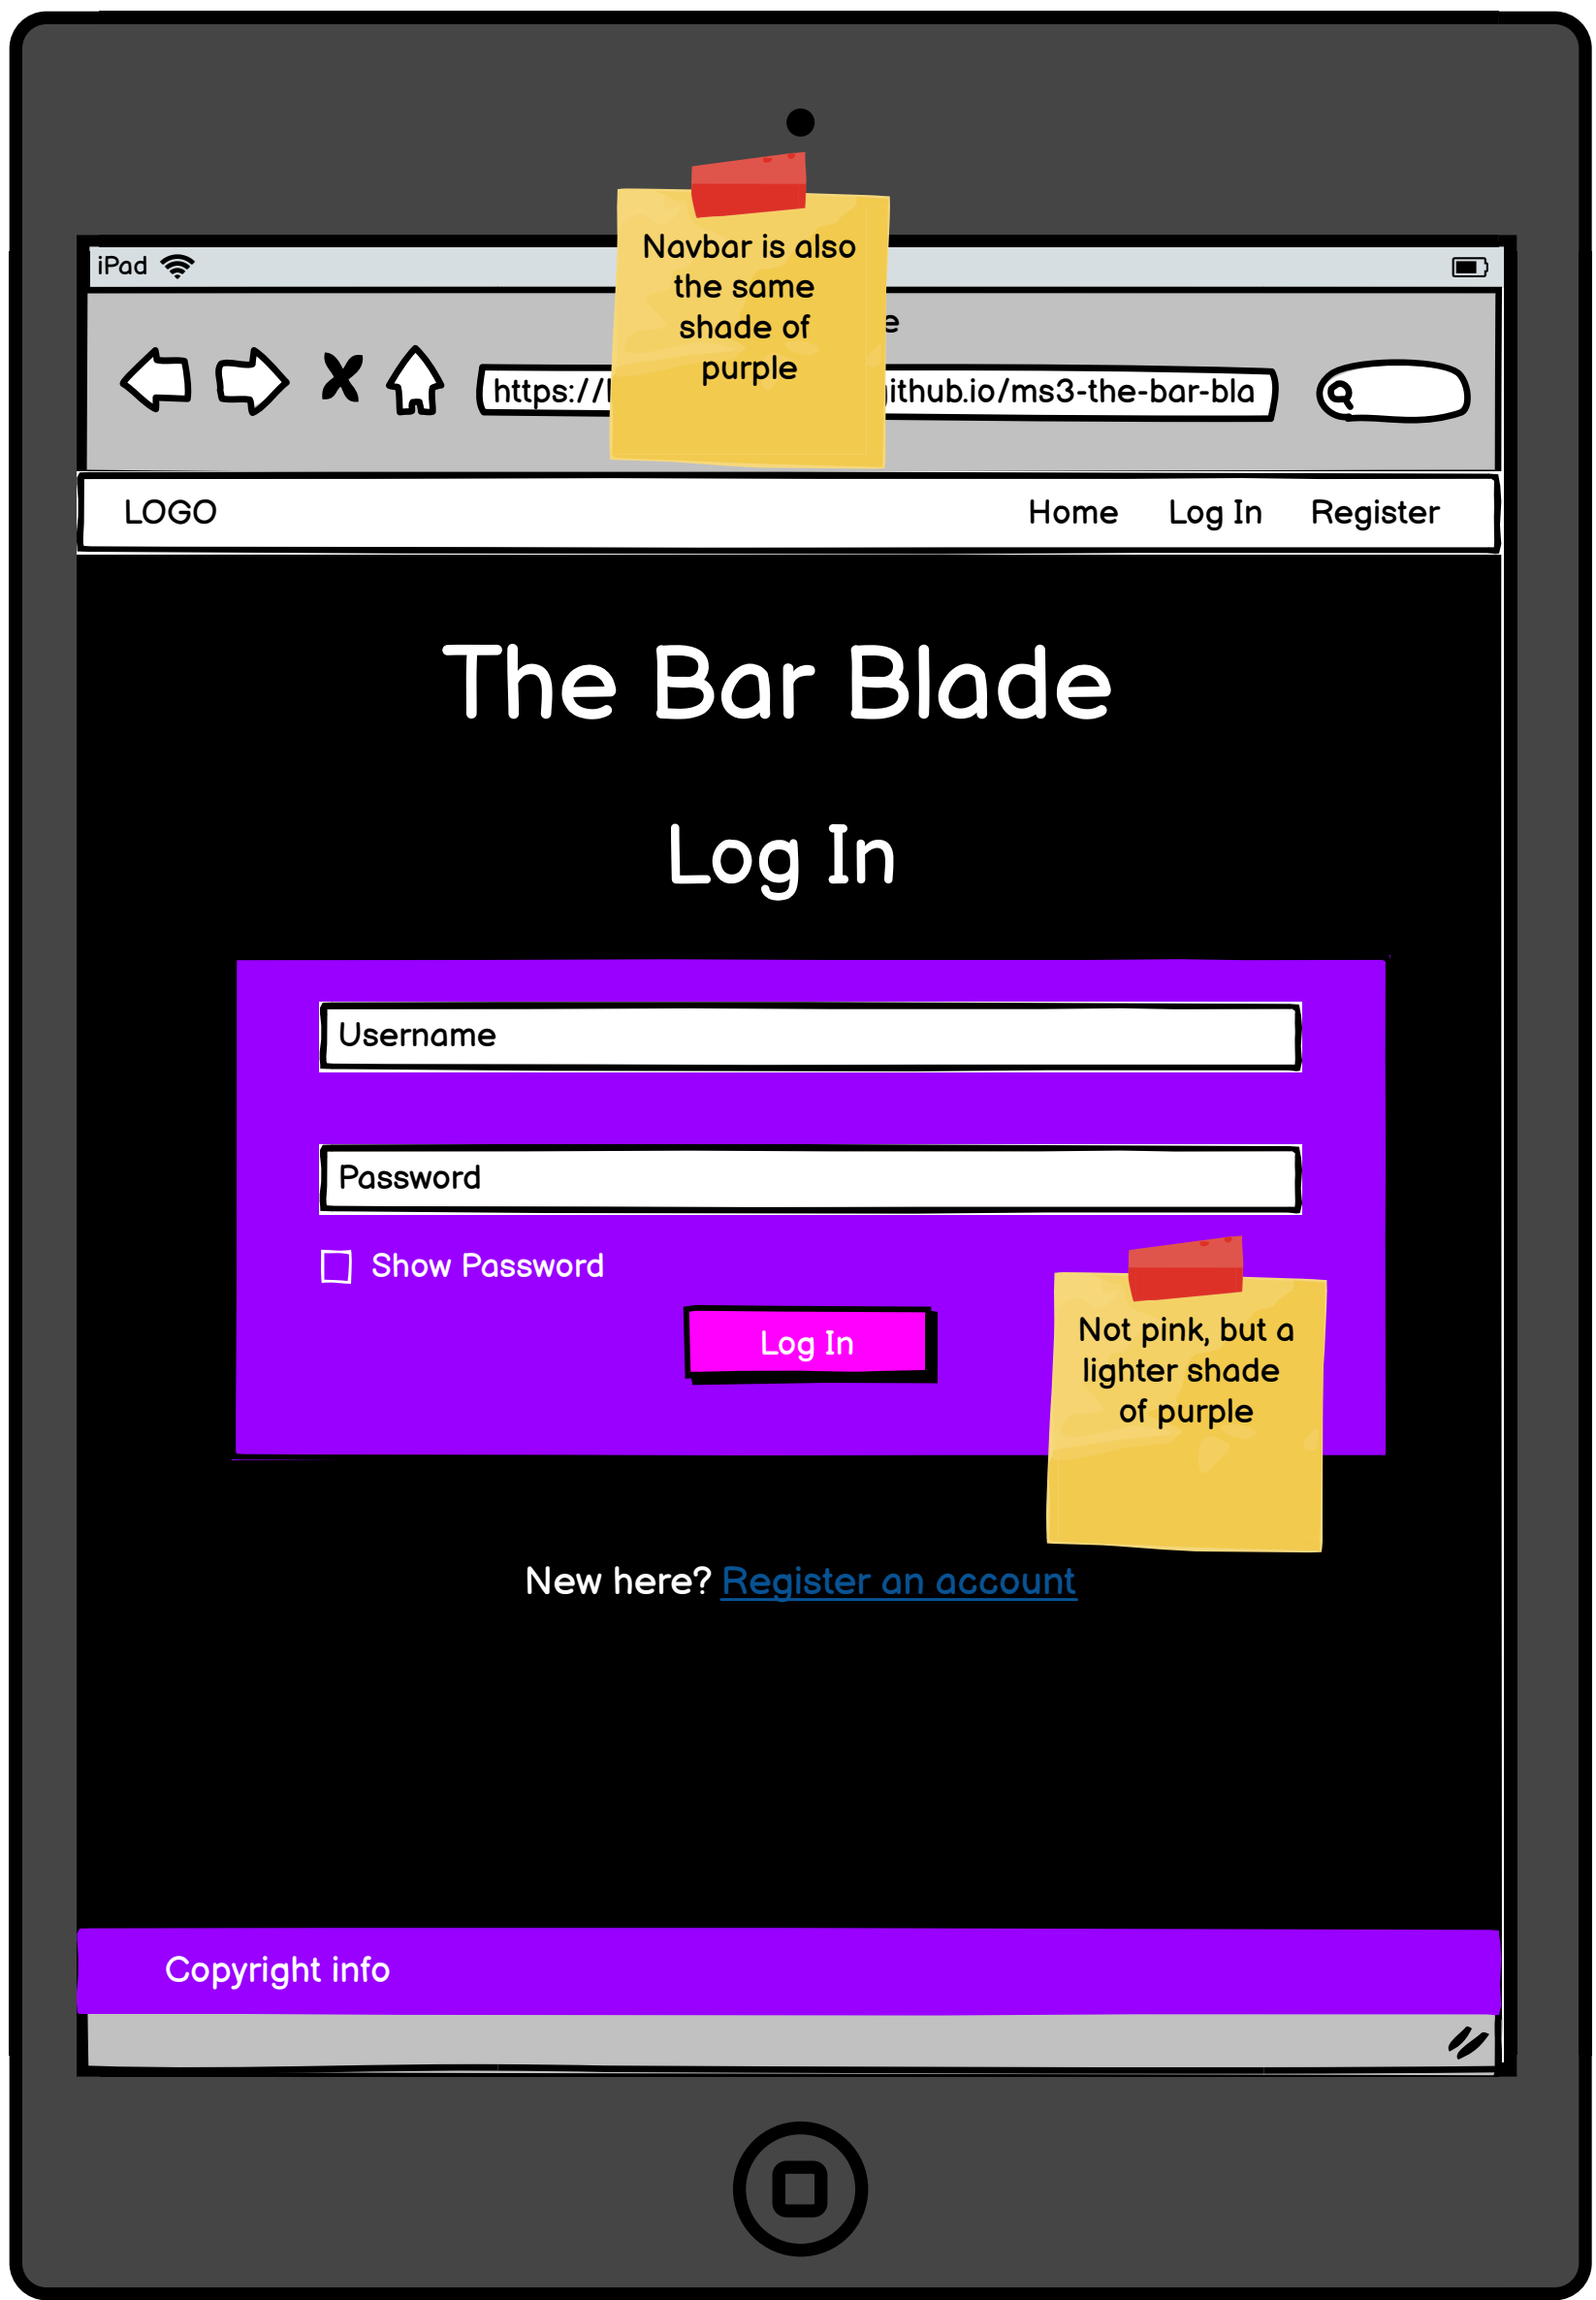 Navbar is also
the same
shade of
purple
iPad
https://
github.io/ms3-the-bar-bla
LOGO
Home Log In Register
The Bar Blade
Log In
Username
Password
Show Password
Log In
Not pink, but a
lighter shade
of purple
New here? Register an account
Copyright info